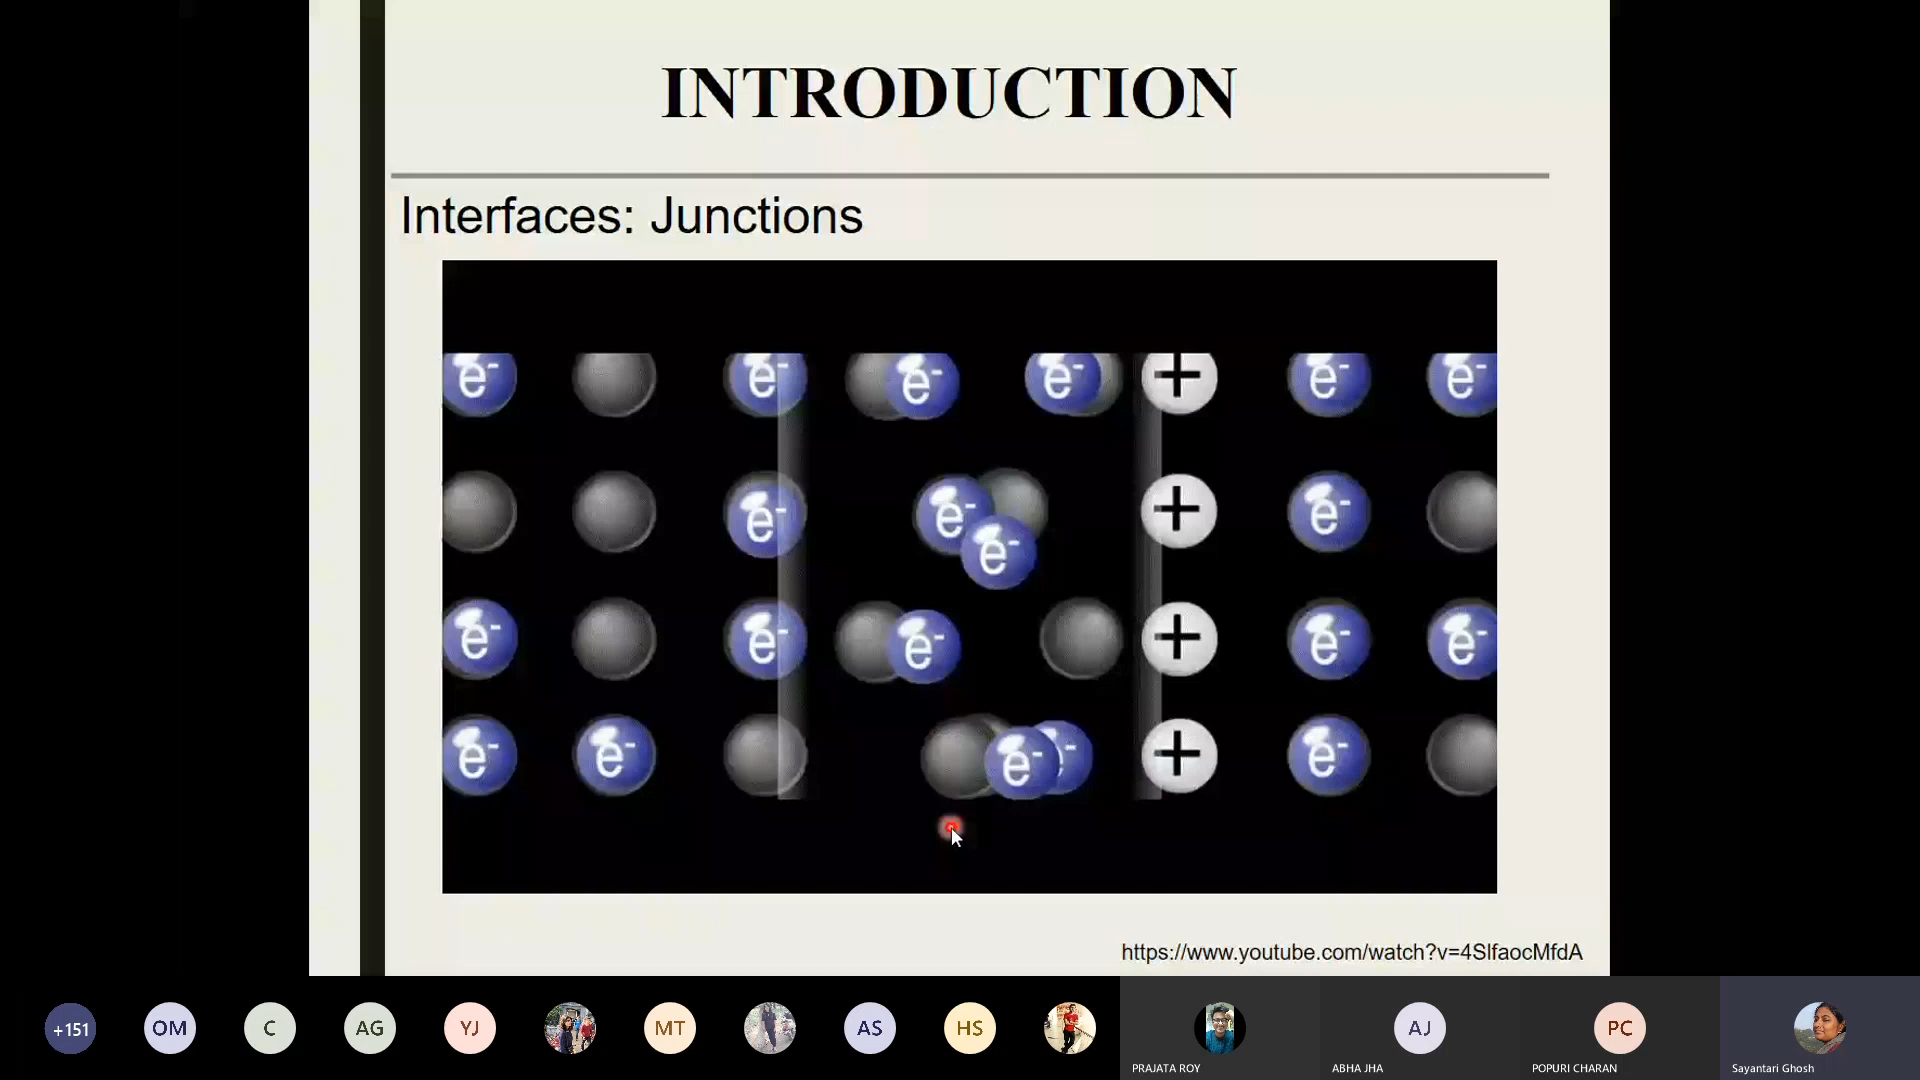 INTRODUCTION
Interfaces: Junctions
e- e- e- e- + e- e-
e- e- e- + e-
e- e- e- + e- e-
e- e- e- - + e-
https://www.youtube.com/watch?v=4SlfaocMfdA
+151 OM C AG YJ MT AS HS AJ PC
PRAJATA ROY ABHA JHA POPURI CHARAN Sayantari Ghosh